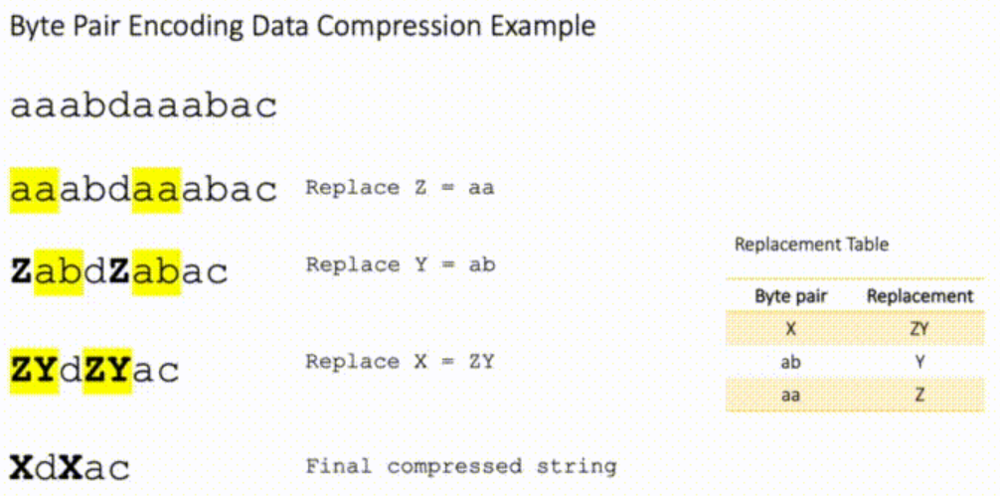 Byte Pair Encoding Data Compression Example
aaabdaaabac
aaabdaaabac Replace Z = aa
ZabdZabac Replace Y = ab
ZYdZYac Replace X = ZY
XdXac Final compressed string
Replacement Table
Byte pair Replacement
X ZY
ab Y
aa Z